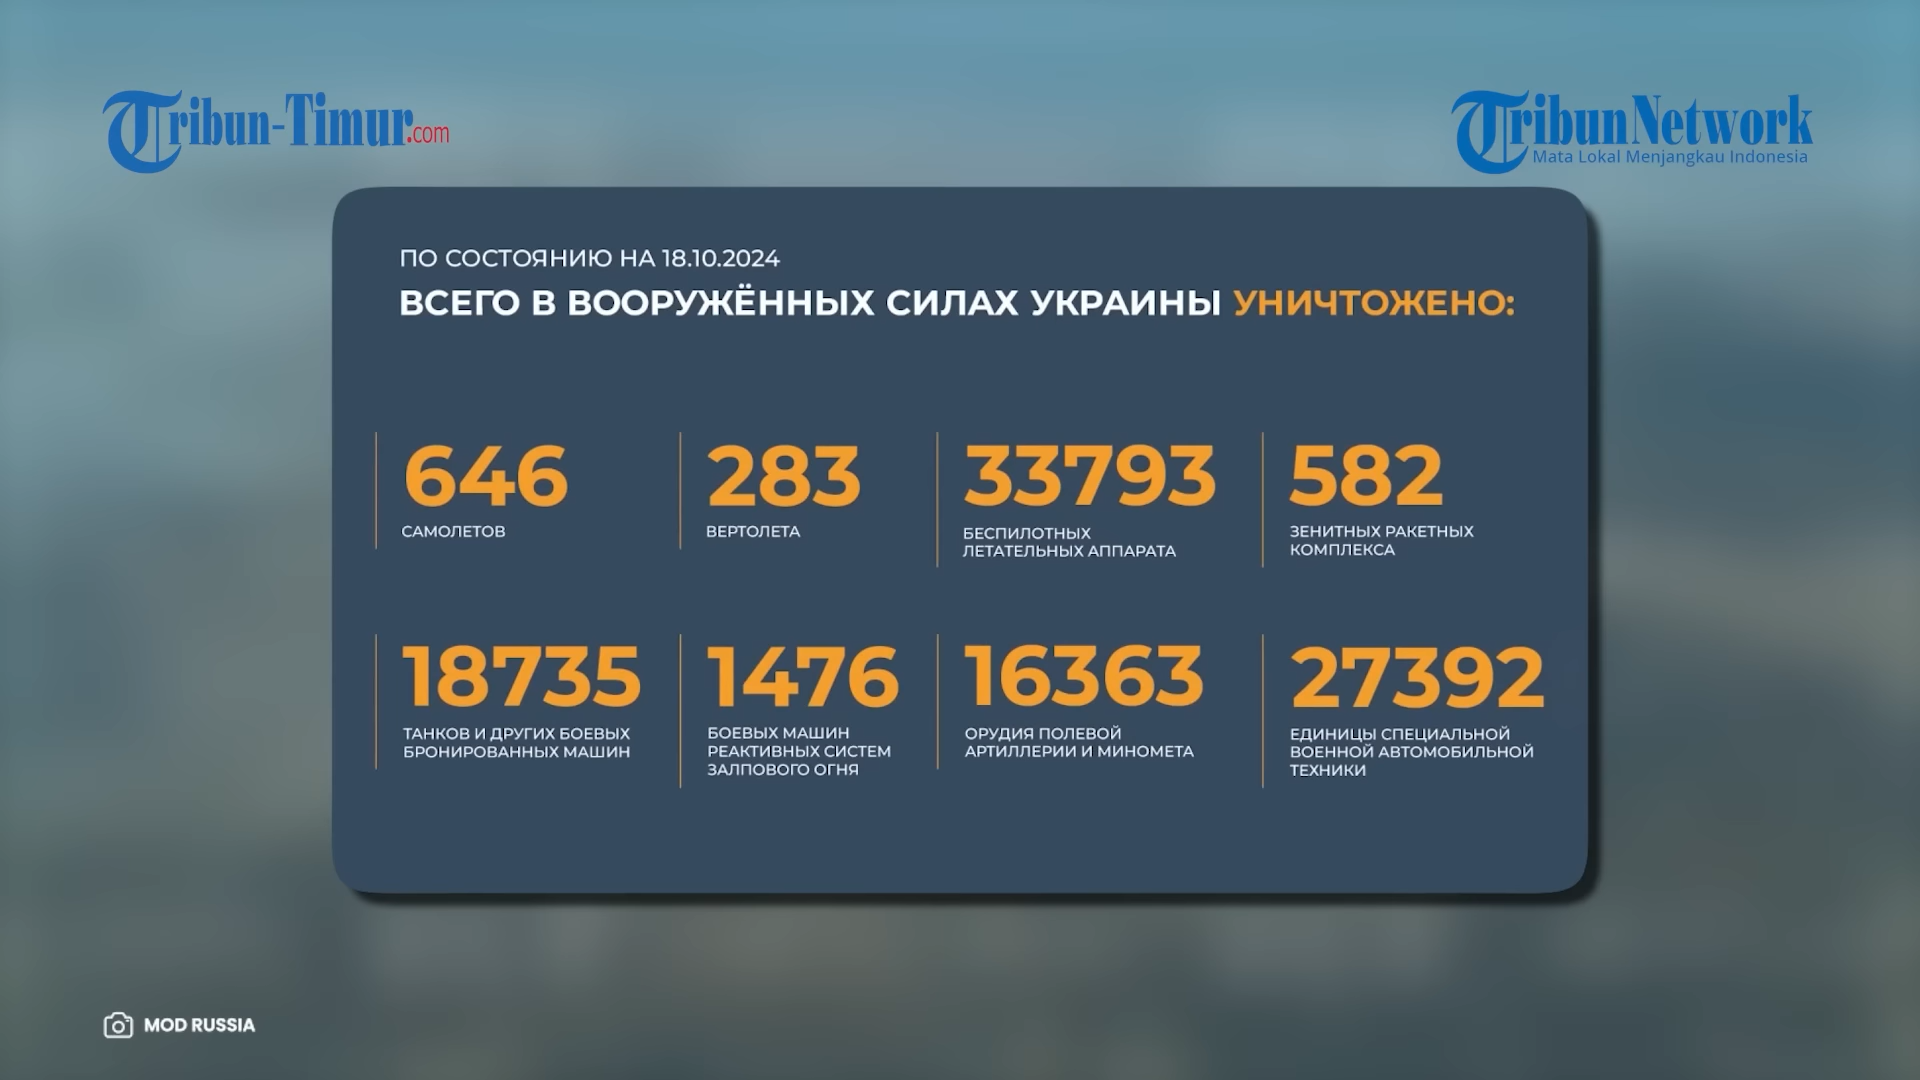 Tribun-Timur.com
TribunNetwork
Mata Lokal Menjangkau Indonesia
ПО СОСТОЯНИЮ НА 18.10.2024
ВСЕГО В ВООРУЖЁННЫХ СИЛАХ УКРАИНЫ УНИЧТОЖЕНО:
646
САМОЛЕТОВ
283
ВЕРТОЛЕТА
33793
БЕСПИЛОТНЫХ
ЛЕТАТЕЛЬНЫХ АППАРАТА
582
ЗЕНИТНЫХ РАКЕТНЫХ
КОМПЛЕКСА
18735
ТАНКОВ И ДРУГИХ БОЕВЫХ
БРОНИРОВАННЫХ МАШИН
1476
БОЕВЫХ МАШИН
РЕАКТИВНЫХ СИСТЕМ
ЗАЛПОВОГО ОГНЯ
16363
ОРУДИЯ ПОЛЕВОЙ
АРТИЛЛЕРИИ И МИНОМЕТА
27392
ЕДИНИЦЫ СПЕЦИАЛЬНОЙ
ВОЕННОЙ АВТОМОБИЛЬНОЙ
ТЕХНИКИ
MOD RUSSIA